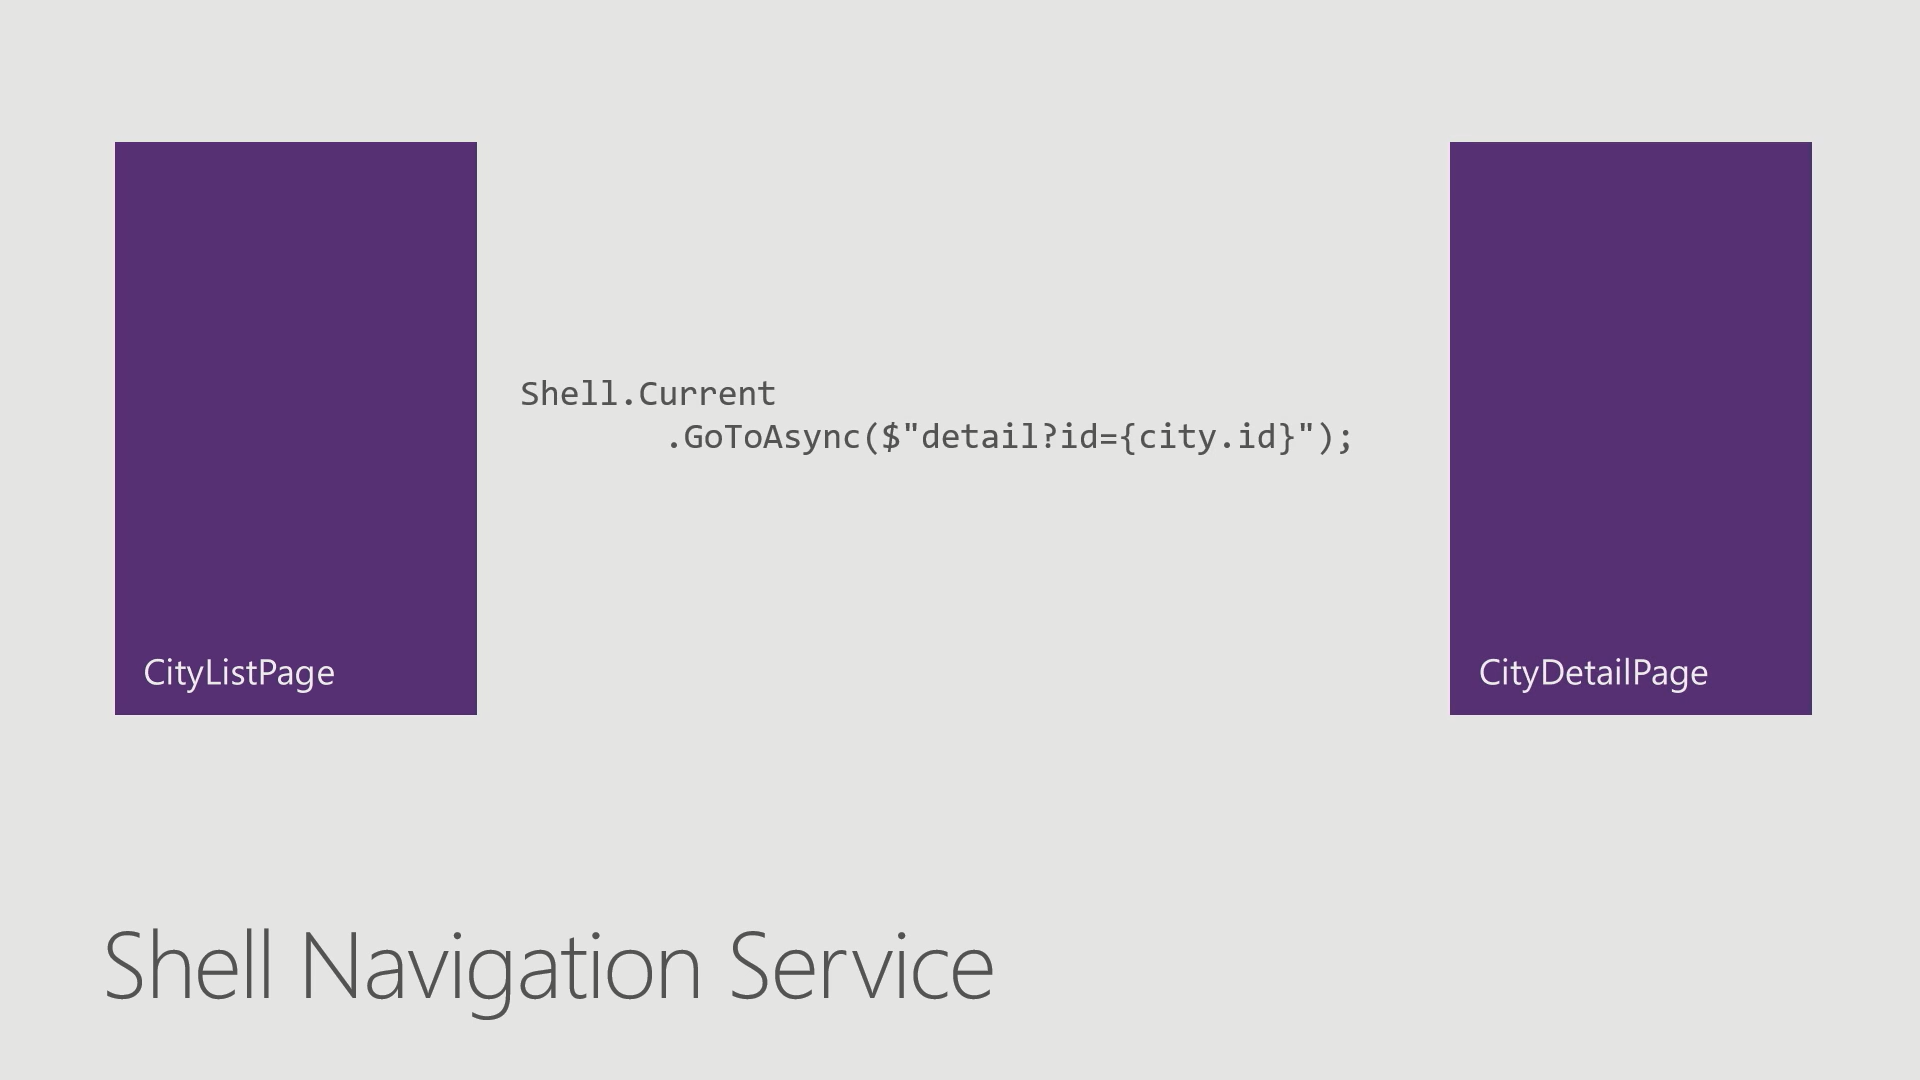 Shell.Current
.GoToAsync($"detail?id={city.id}");
CityListPage
CityDetailPage
Shell Navigation Service